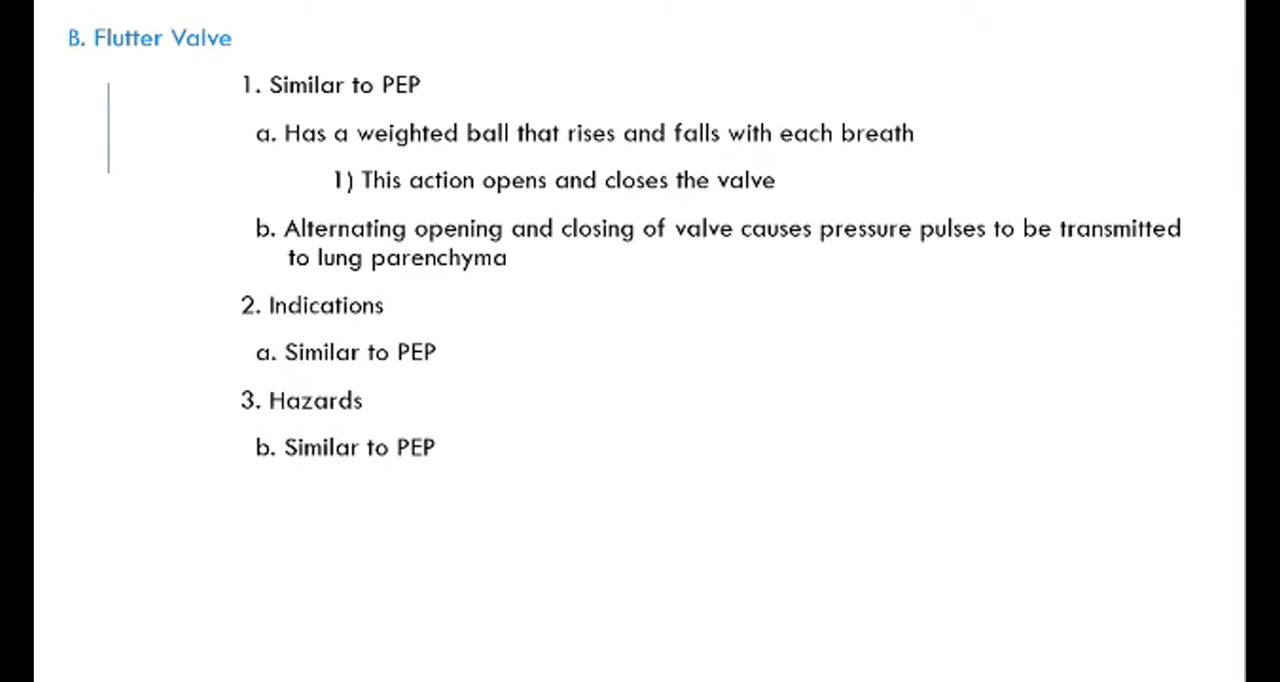 B. Flutter Valve
1. Similar to PEP
a. Has a weighted ball that rises and falls with each breath
1) This action opens and closes the valve
b. Alternating opening and closing of valve causes pressure pulses to be transmitted
to lung parenchyma
2. Indications
a. Similar to PEP
3. Hazards
b. Similar to PEP